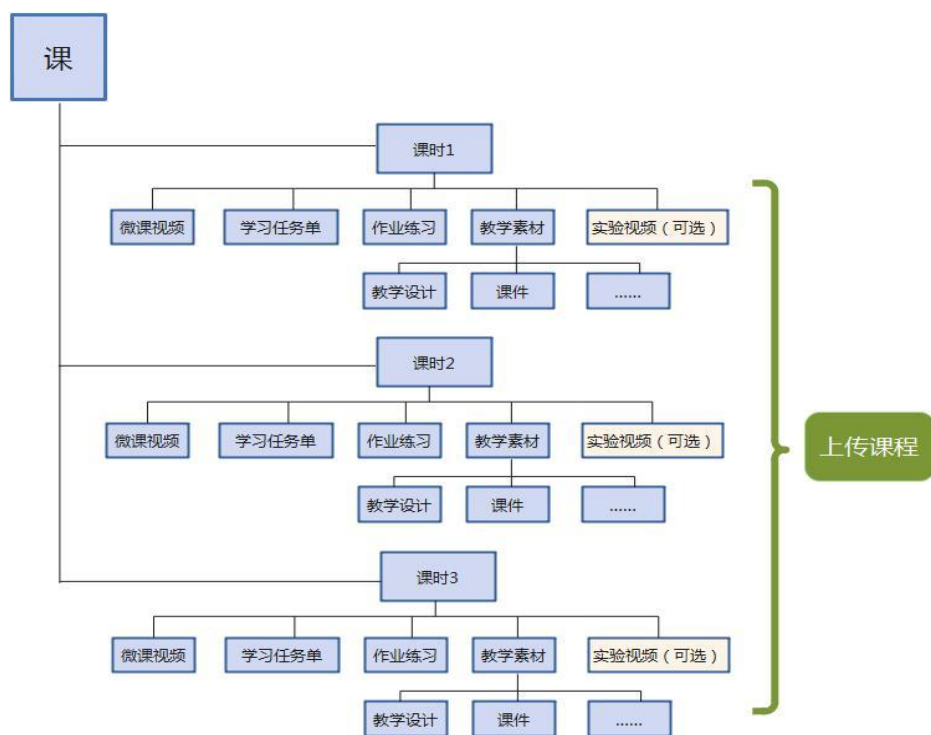 课
课时1
微课视频
学习任务单
作业练习
教学素材
实验视频（可选）
教学设计
课件
......
课时2
微课视频
学习任务单
作业练习
教学素材
实验视频（可选）
教学设计
课件
......
上传课程
课时3
微课视频
学习任务单
作业练习
教学素材
实验视频（可选）
教学设计
课件
......